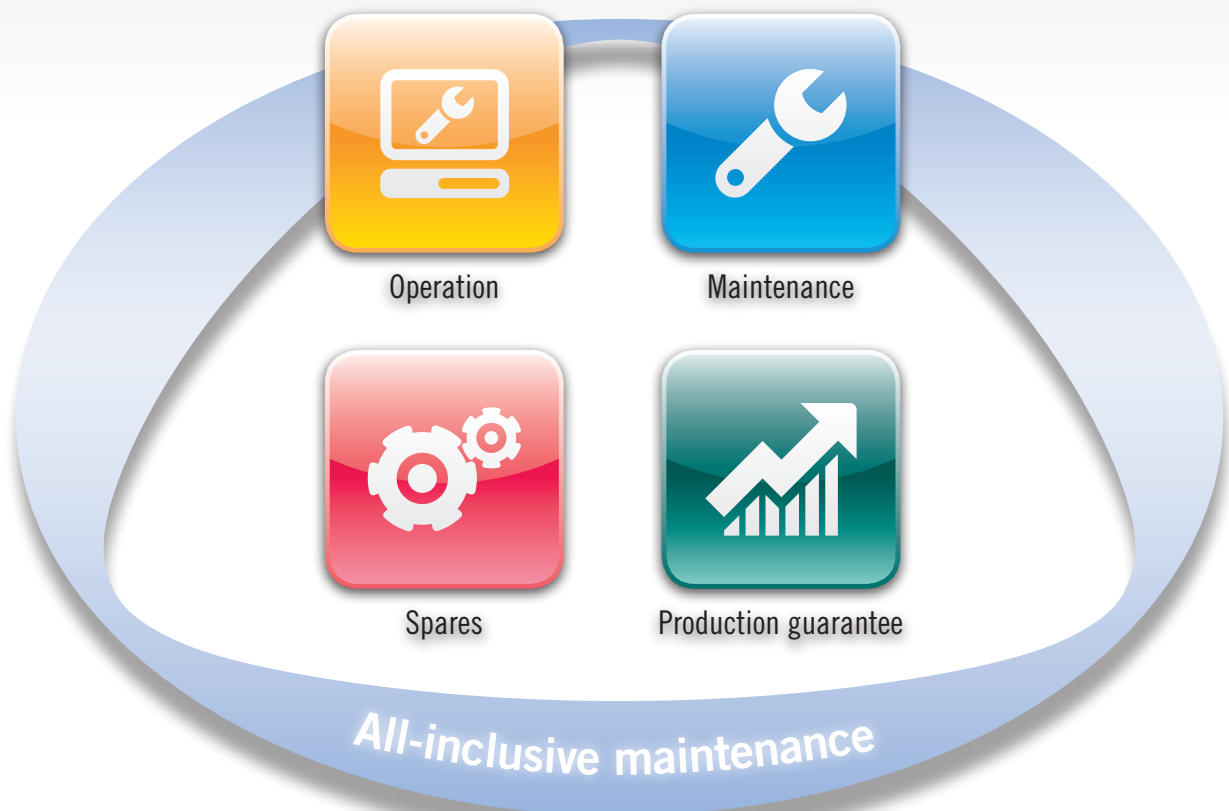 Operation
Maintenance
Spares
Production guarantee
All-inclusive maintenance